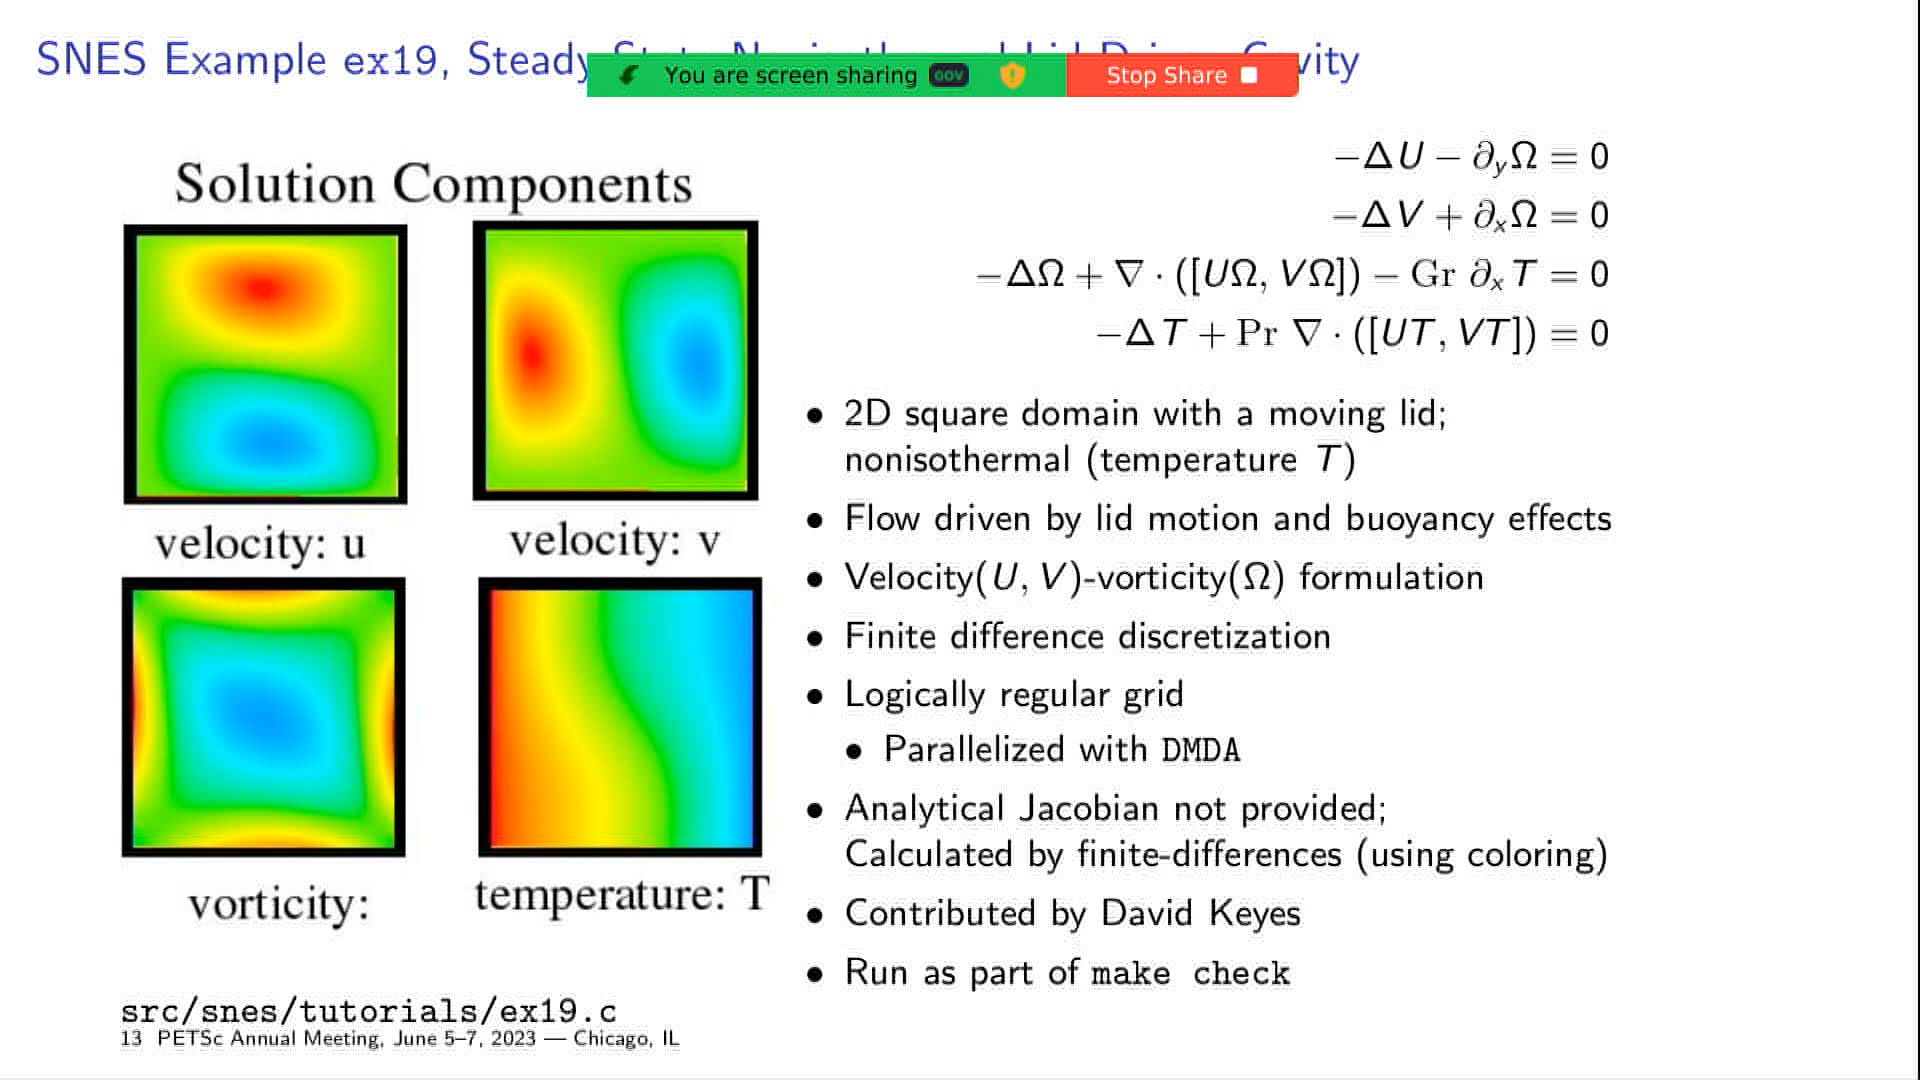 SNES Example ex19, Steady
You are screen sharing GOV
Stop Share
Solution Components
velocity: u
velocity: v
vorticity:
temperature: T
−ΔU − ∂yΩ = 0
−ΔV + ∂xΩ = 0
−ΔΩ + ∇ · ([UΩ, VΩ]) − Gr ∂xT = 0
−ΔT + Pr ∇ · ([UT, VT]) = 0
• 2D square domain with a moving lid;
nonisothermal (temperature T)
• Flow driven by lid motion and buoyancy effects
• Velocity(U, V)-vorticity(Ω) formulation
• Finite difference discretization
• Logically regular grid
• Parallelized with DMDA
• Analytical Jacobian not provided;
Calculated by finite-differences (using coloring)
• Contributed by David Keyes
• Run as part of make check
src/snes/tutorials/ex19.c
13 PETSc Annual Meeting, June 5–7, 2023 — Chicago, IL